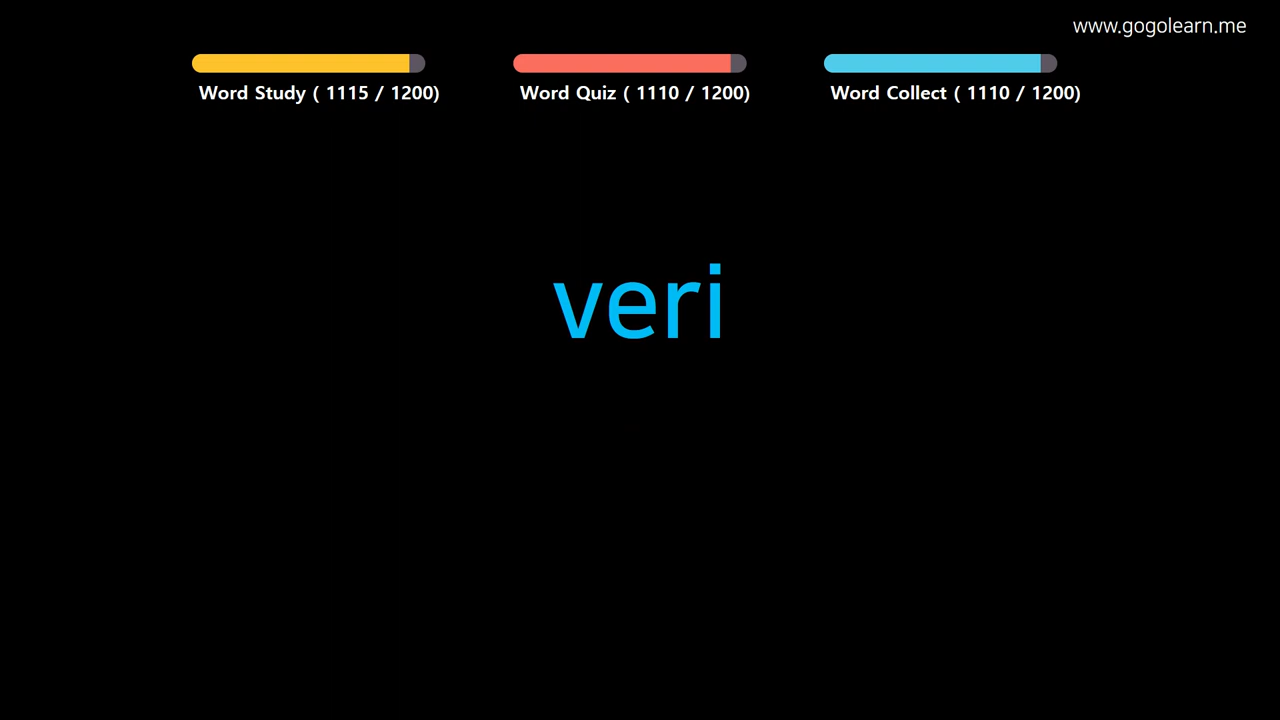 www.gogolearn.me
Word Study ( 1115 / 1200)
Word Quiz ( 1110 / 1200)
Word Collect ( 1110 / 1200)
veri